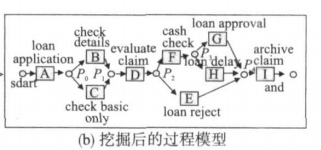 check details
cash check
loan approval
loan application
B
evaluate claim
F
G
P
loan delay
archive claim
sdart
A
P₀
P₁
D
P₂
H
P
I
C
E
and
check basic only
loan reject
(b) 挖掘后的过程模型